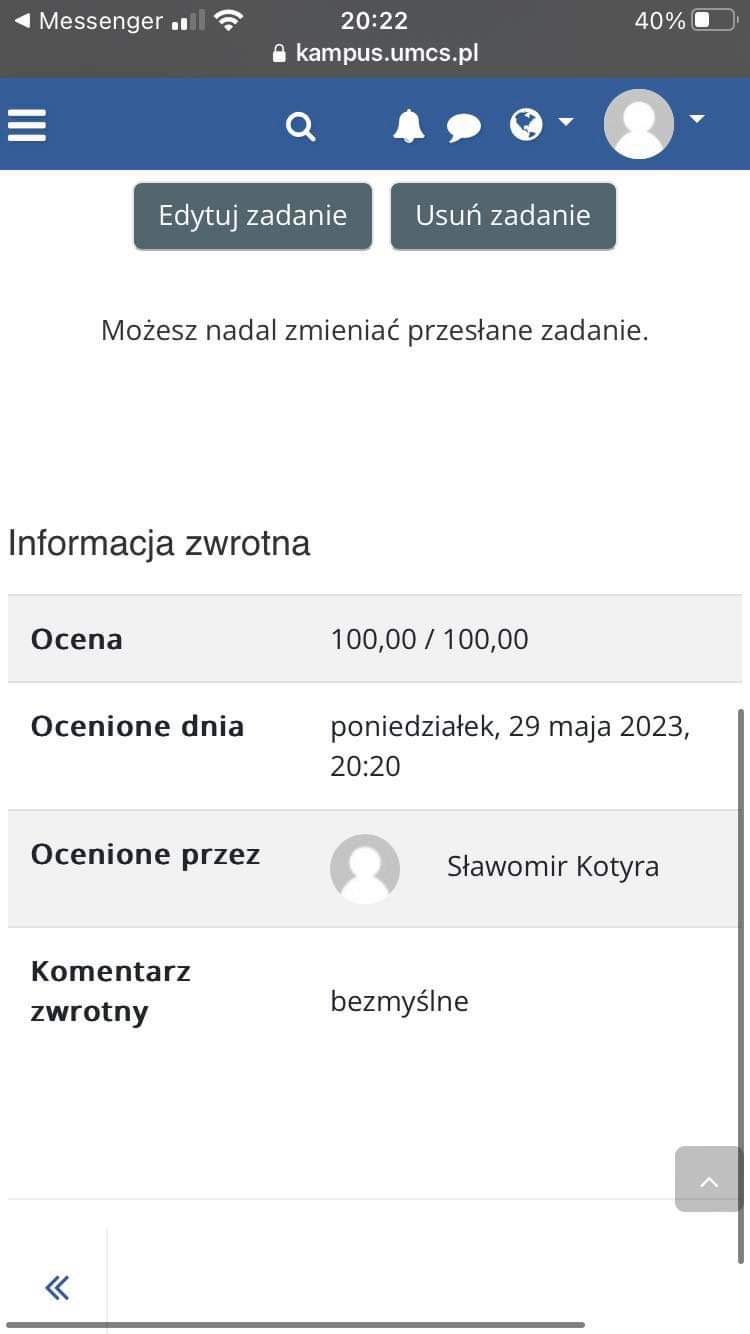 Messenger 20:22 40%
kampus.umcs.pl
Edytuj zadanie Usuń zadanie
Możesz nadal zmieniać przesłane zadanie.
Informacja zwrotna
Ocena 100,00 / 100,00
Ocenione dnia poniedziałek, 29 maja 2023,
20:20
Ocenione przez Sławomir Kotyra
Komentarz
zwrotny bezmyślne